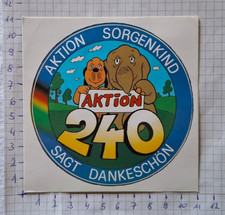 AKTION SORGENKIND
AKTION
240
SAGT DANKESCHÖN